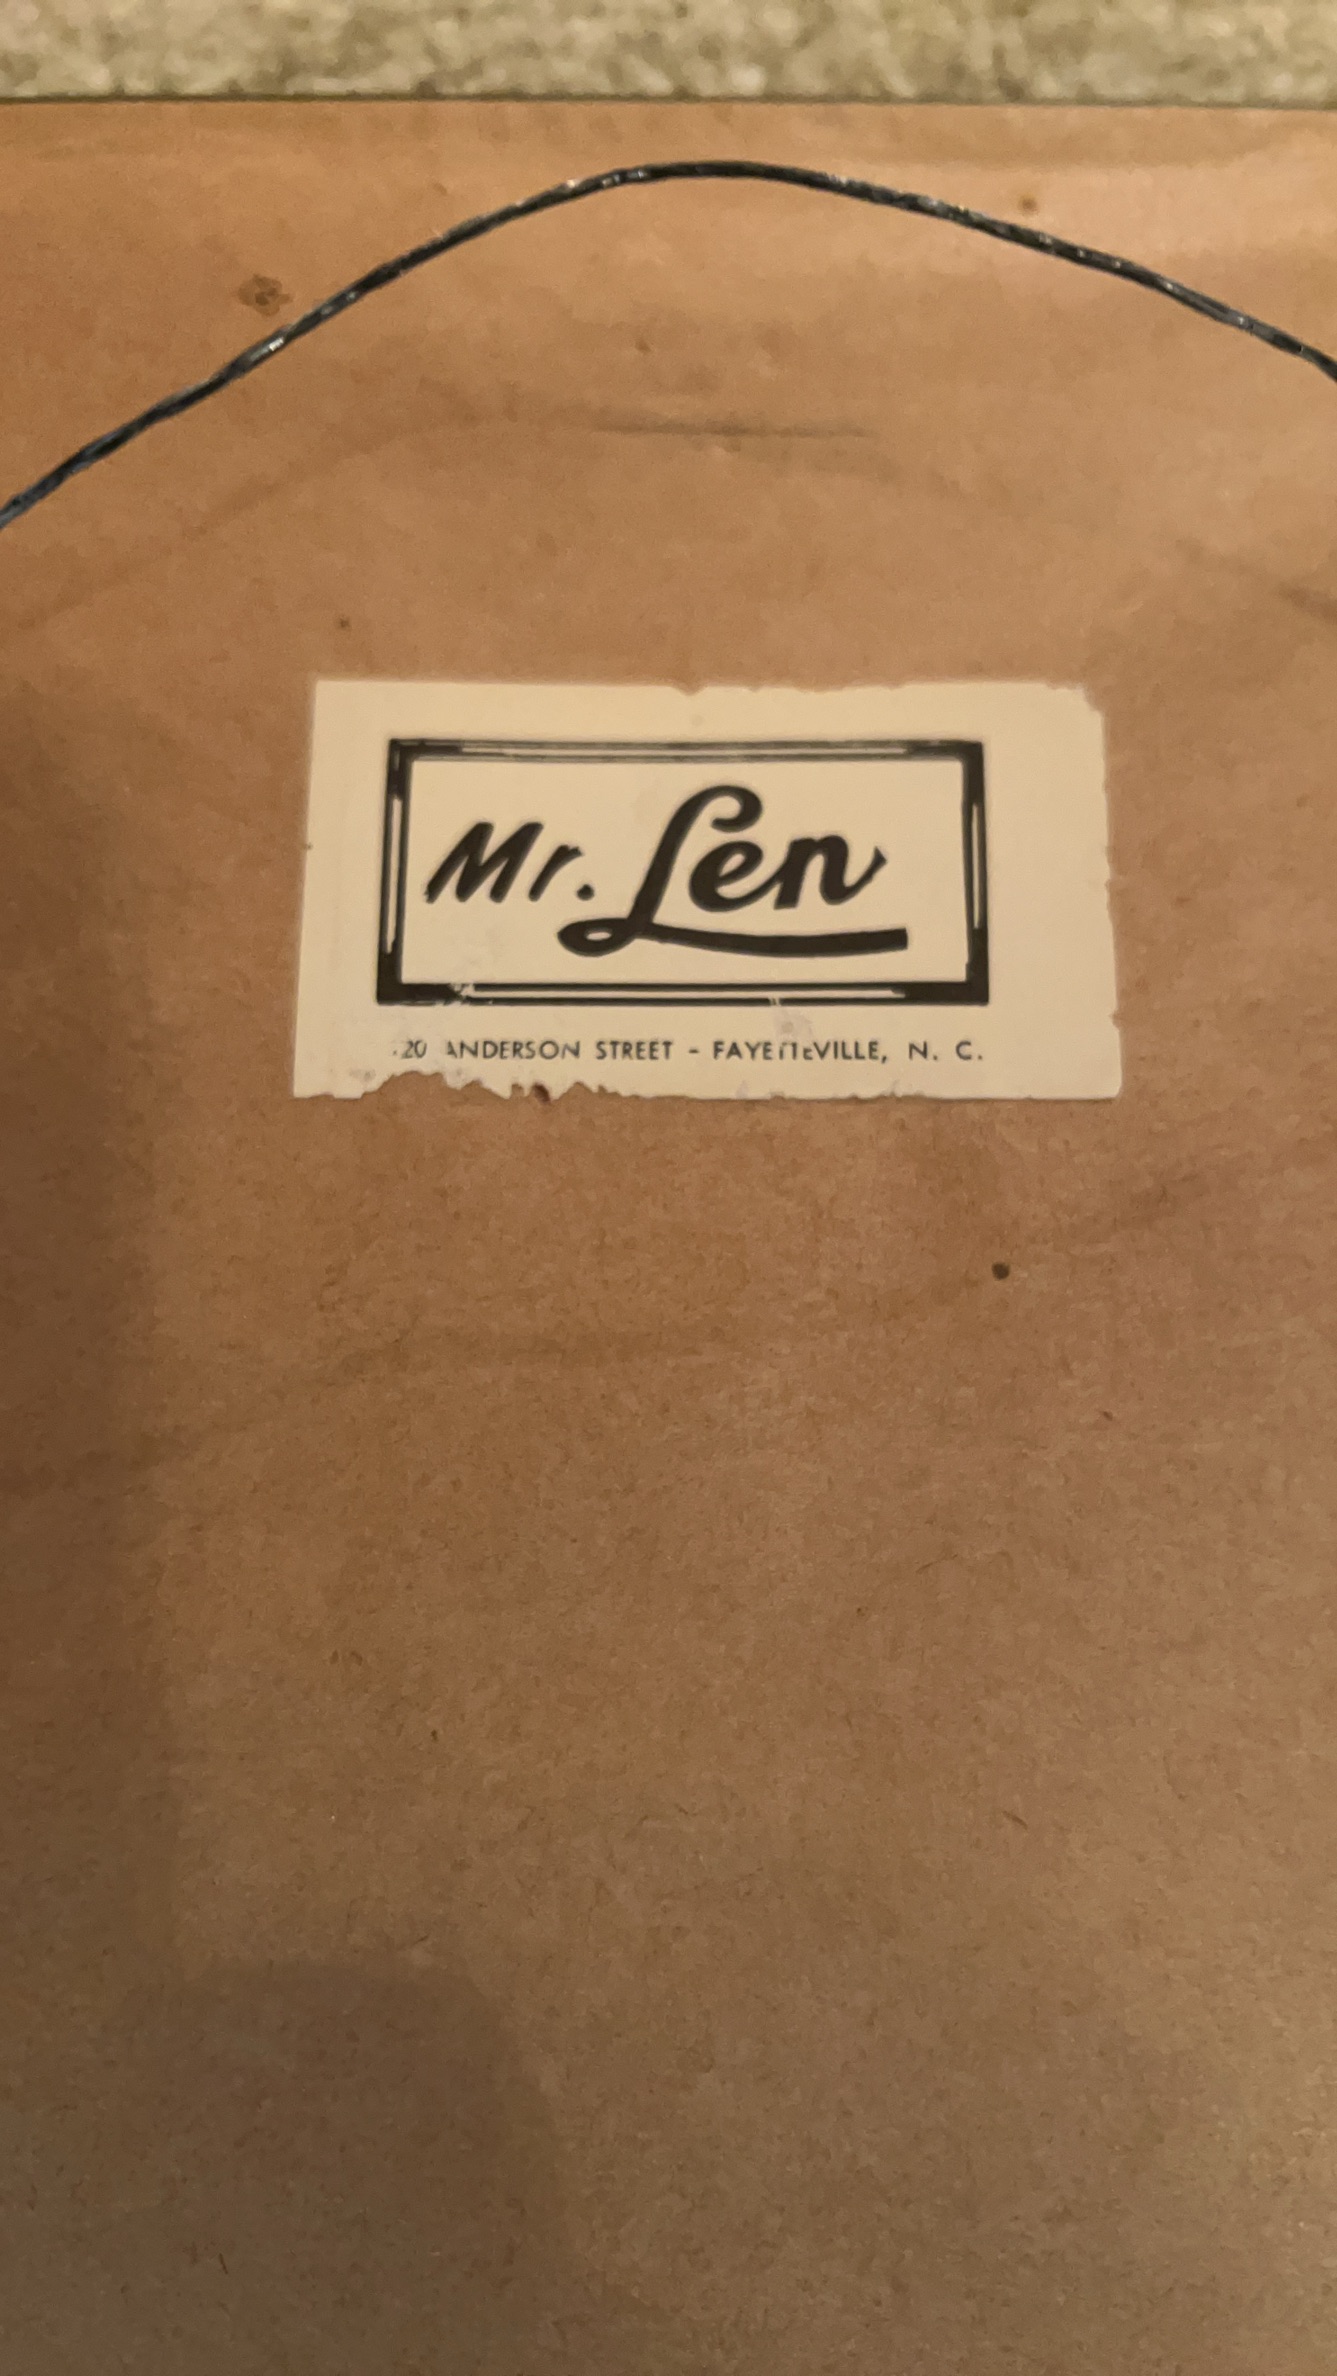 Mr. Len
20 ANDERSON STREET - FAYETTEVILLE, N. C.